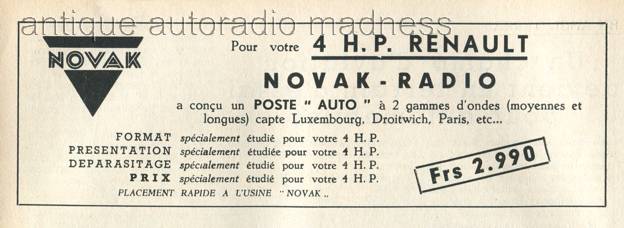 antique autoradio madness
NOVAK
Pour votre 4 H.P. RENAULT
NOVAK - RADIO
a conçu un POSTE " AUTO " à 2 gammes d'ondes (moyennes et
longues) capte Luxembourg, Droitwich, Paris, etc...
FORMAT spécialement étudié pour votre 4 H.P.
PRESENTATION spécialement étudiée pour votre 4 H.P.
DEPARASITAGE spécialement étudié pour votre 4 H.P.
PRIX spécialement étudié pour votre 4 H.P.
PLACEMENT RAPIDE A L'USINE " NOVAK „
Frs 2.990